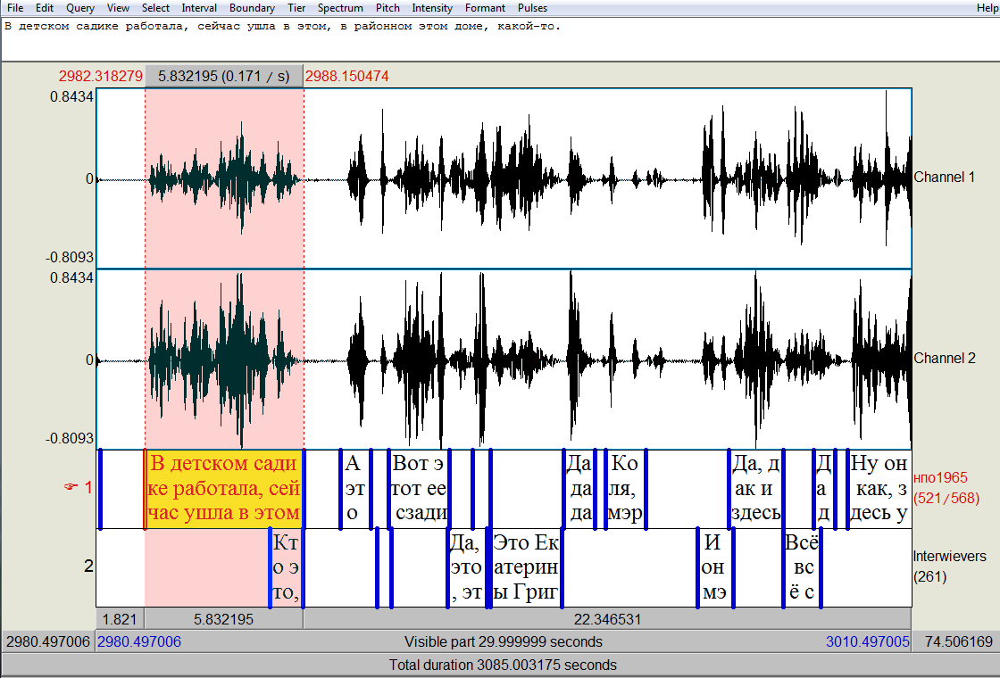 File Edit Query View Select Interval Boundary Tier Spectrum Pitch Intensity Formant Pulses Help
В детском садике работала, сейчас ушла в этом, в районном этом доме, какой-то.
2982.318279 5.832195 (0.171 / s) 2988.150474
0.8434
0
Channel 1
-0.8093
0.8434
0
Channel 2
-0.8093
1
В детском сади
ке работала, сей
час ушла в этом
А
эт
о
Вот э
тот ее
сзади
Да
да
да
Ко
ля,
мэр
Да, д
ак и
здесь
Д
а
д
Ну он
как, з
десь у
нпо1965
(521/568)
2
Кт
о э
то,
Да,
это
, эт
Это Ек
атерин
ы Григ
И
он
мэ
Всё
вс
ё с
Interwievers
(261)
1.821 5.832195 22.346531
2980.497006 2980.497006 Visible part 29.999999 seconds 3010.497005 74.506169
Total duration 3085.003175 seconds